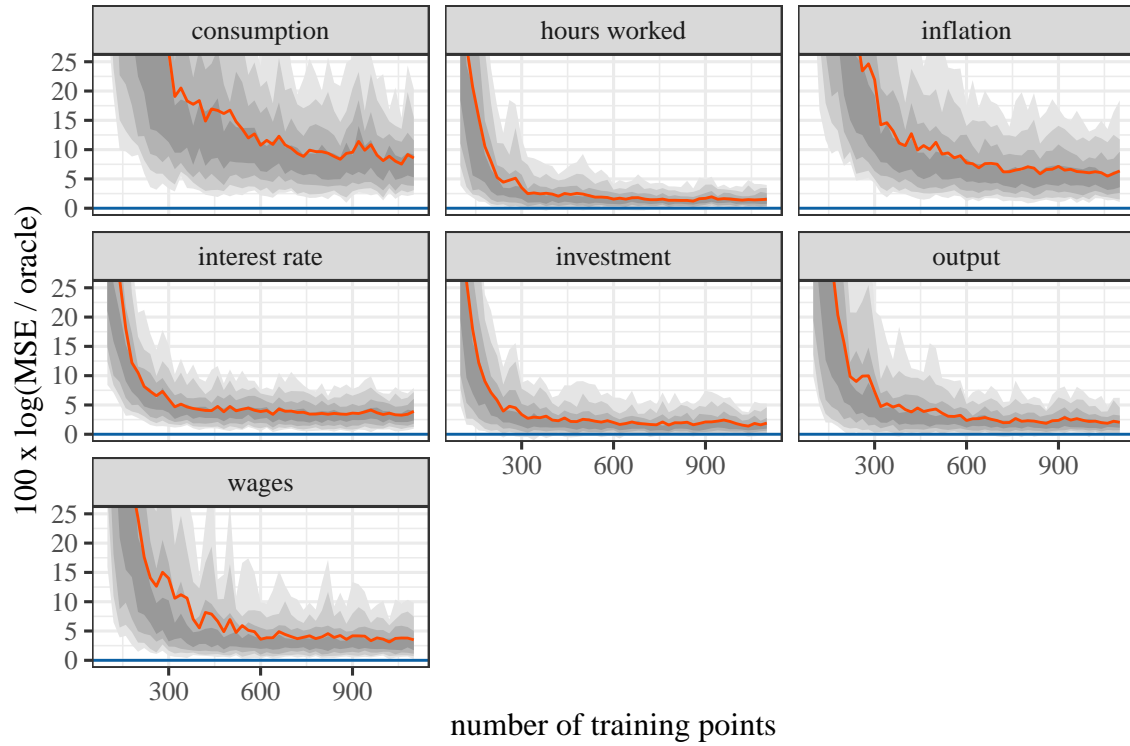 consumption
hours worked
inflation
25
20
15
10
5
0
interest rate
investment
output
25
20
15
10
5
0
300 600 900
300 600 900
wages
25
20
15
10
5
0
300 600 900
100 x log(MSE / oracle)
number of training points